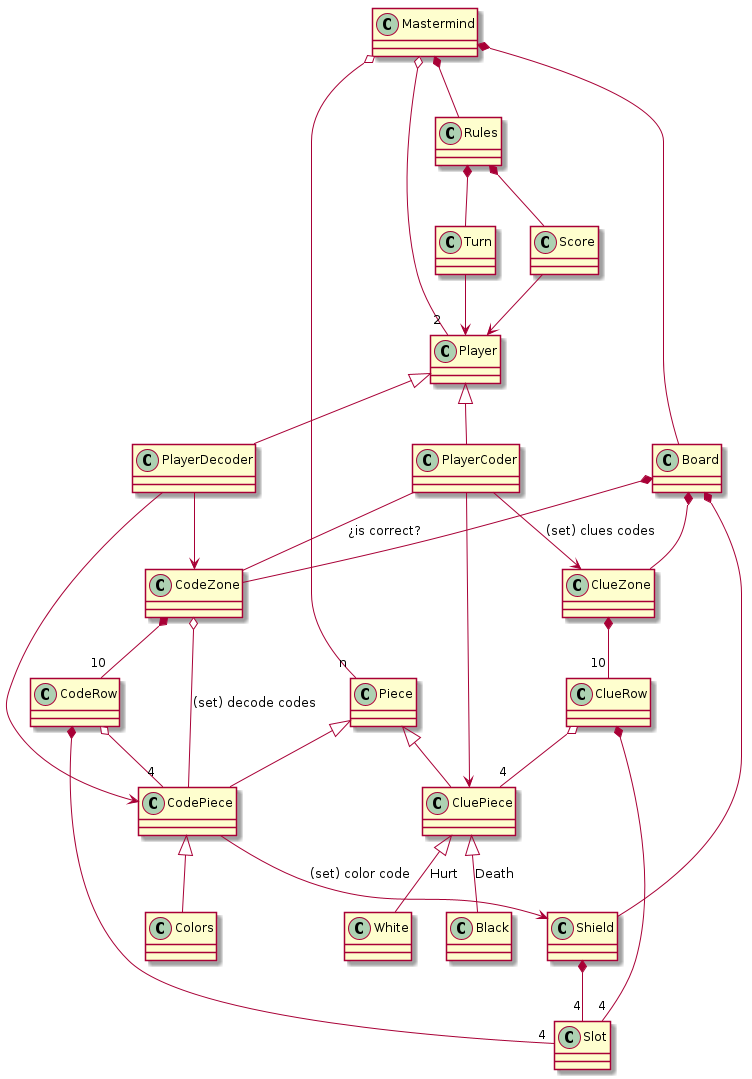 C Mastermind
C Rules
C Turn
C Score
2
C Player
C PlayerDecoder
C PlayerCoder
C Board
¿is correct?
(set) clues codes
C CodeZone
C ClueZone
10
n
10
C CodeRow
C Piece
C ClueRow
(set) decode codes
4
4
C CodePiece
C CluePiece
(set) color code
Hurt
Death
C Colors
C White
C Black
C Shield
4
4
4
C Slot